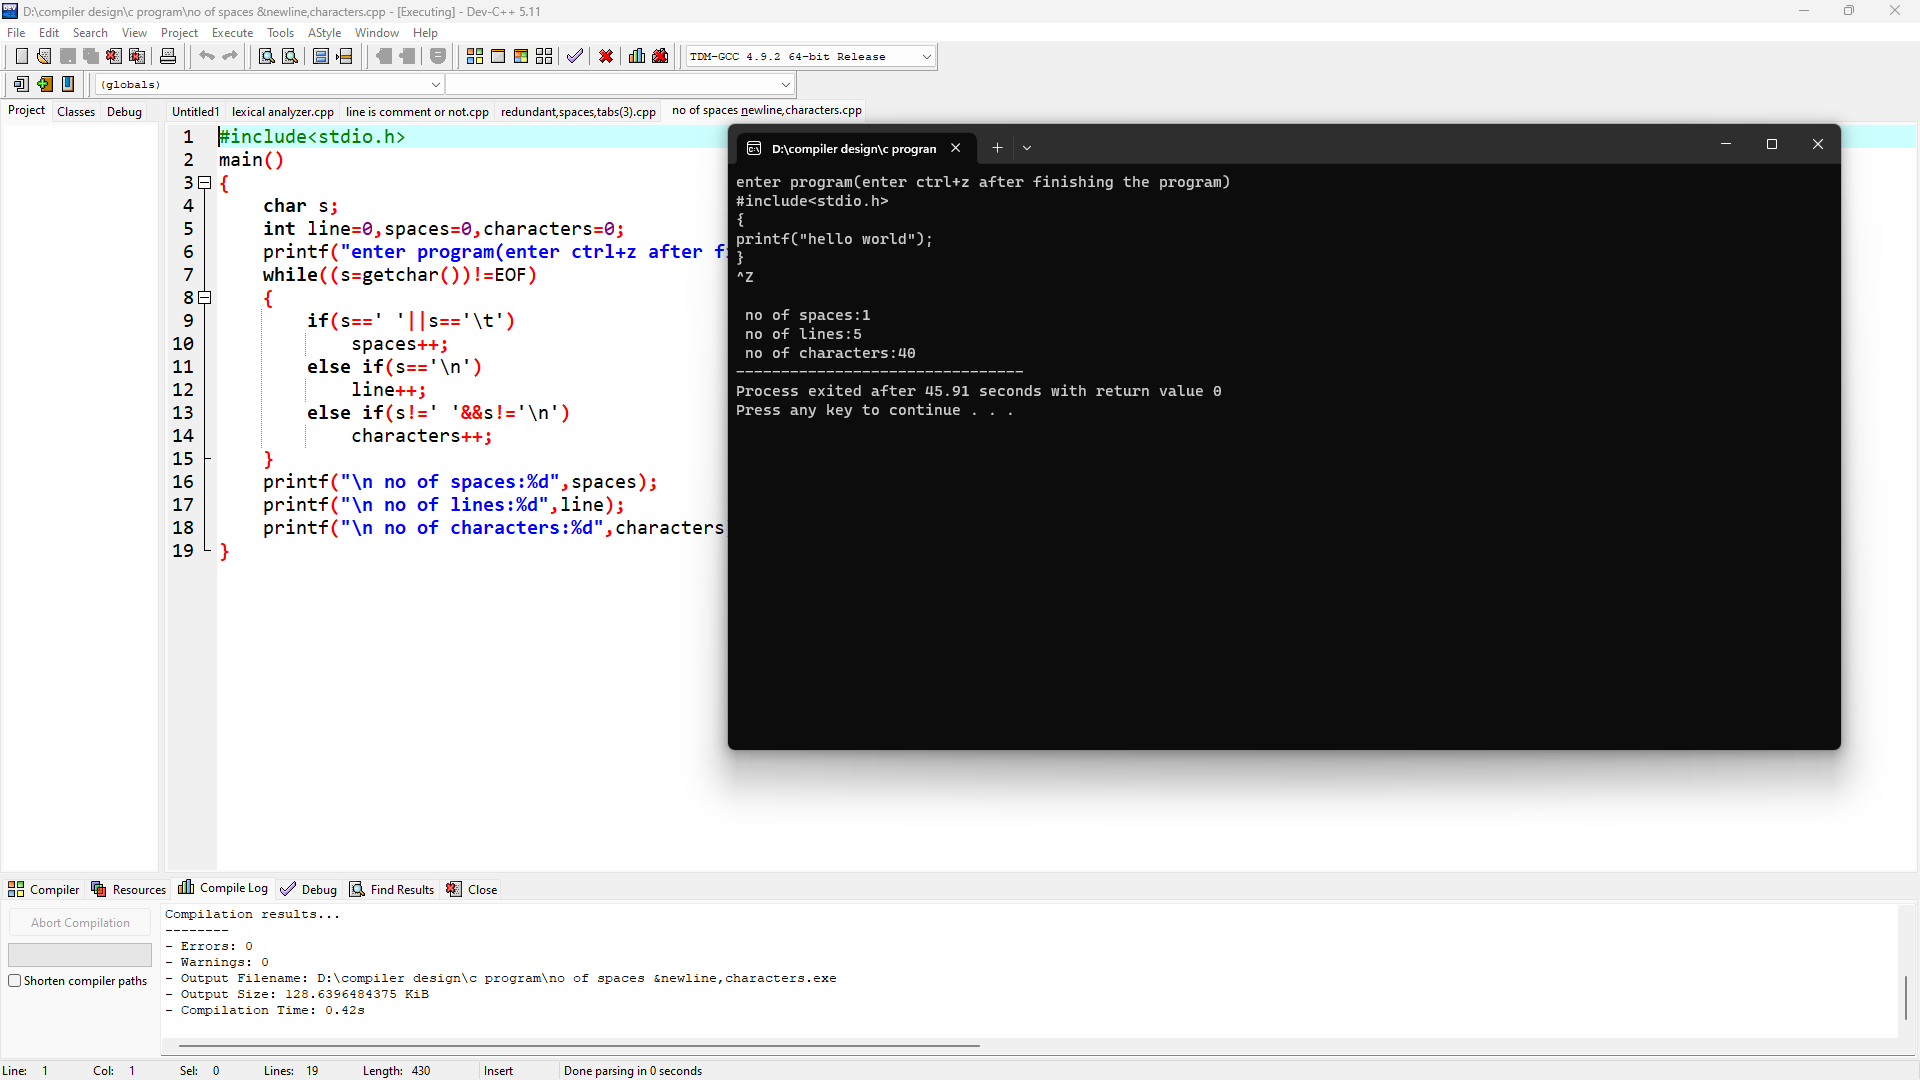 D:\compiler design\c program\no of spaces &newline,characters.cpp - [Executing] - Dev-C++ 5.11
File Edit Search View Project Execute Tools AStyle Window Help
TDM-GCC 4.9.2 64-bit Release
(globals)
Project Classes Debug
Untitled1 lexical analyzer.cpp line is comment or not.cpp redundant,spaces,tabs(3).cpp no of spaces newline,characters.cpp
1 #include<stdio.h>
2 main()
3 {
4 char s;
5 int line=0,spaces=0,characters=0;
6 printf("enter program(enter ctrl+z after fi
7 while((s=getchar())!=EOF)
8 {
9 if(s==' '||s=='\t')
10 spaces++;
11 else if(s=='\n')
12 line++;
13 else if(s!=' '&&s!='\n')
14 characters++;
15 }
16 printf("\n no of spaces:%d",spaces);
17 printf("\n no of lines:%d",line);
18 printf("\n no of characters:%d",characters
19 }
D:\compiler design\c progran
enter program(enter ctrl+z after finishing the program)
#include<stdio.h>
{
printf("hello world");
}
^Z
no of spaces:1
no of lines:5
no of characters:40
--------------------------------
Process exited after 45.91 seconds with return value 0
Press any key to continue . . .
Compiler Resources Compile Log Debug Find Results Close
Abort Compilation
Shorten compiler paths
Compilation results...
--------
- Errors: 0
- Warnings: 0
- Output Filename: D:\compiler design\c program\no of spaces &newline,characters.exe
- Output Size: 128.6396484375 KiB
- Compilation Time: 0.42s
Line: 1 Col: 1 Sel: 0 Lines: 19 Length: 430 Insert Done parsing in 0 seconds